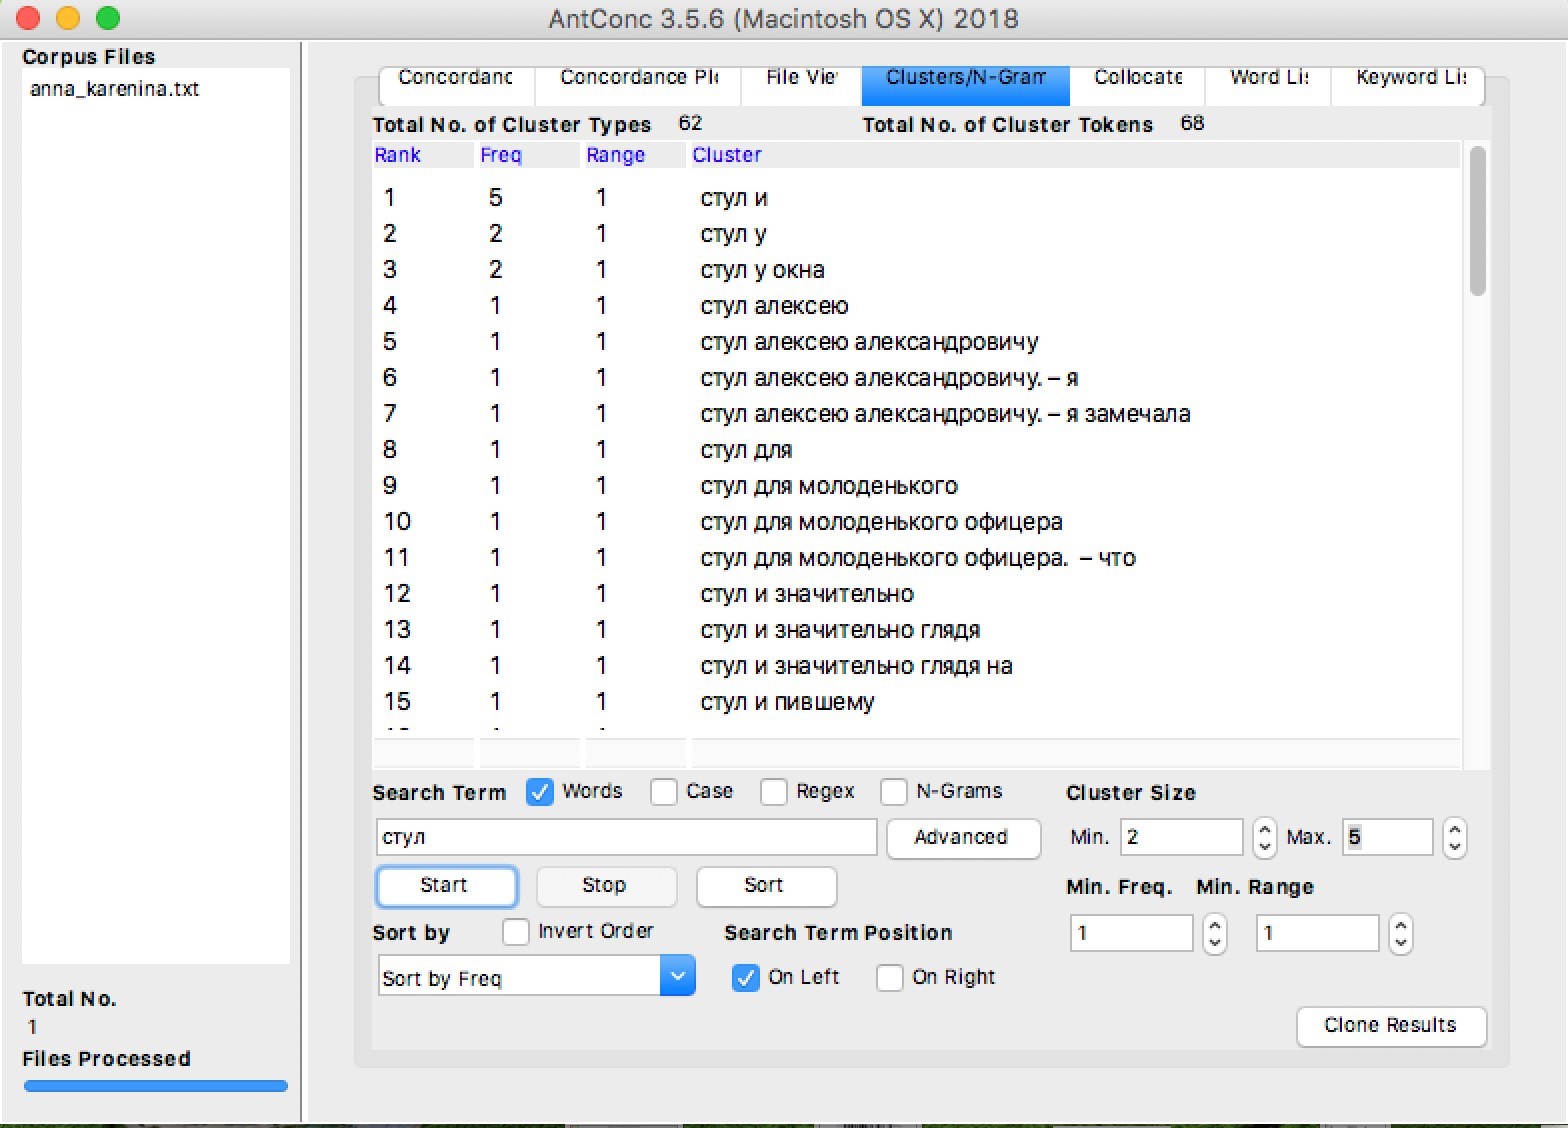 AntConc 3.5.6 (Macintosh OS X) 2018
Corpus Files
anna_karenina.txt
Total No.
1
Files Processed
Concordanc Concordance Pl File Vie Clusters/N-Gram Collocate Word Lis Keyword Lis
Total No. of Cluster Types 62 Total No. of Cluster Tokens 68
Rank Freq Range Cluster
1 5 1 стул и
2 2 1 стул у
3 2 1 стул у окна
4 1 1 стул алексею
5 1 1 стул алексею александровичу
6 1 1 стул алексею александровичу. – я
7 1 1 стул алексею александровичу. – я замечала
8 1 1 стул для
9 1 1 стул для молоденького
10 1 1 стул для молоденького офицера
11 1 1 стул для молоденького офицера. – что
12 1 1 стул и значительно
13 1 1 стул и значительно глядя
14 1 1 стул и значительно глядя на
15 1 1 стул и пившему
Search Term Words Case Regex N-Grams Cluster Size
стул Advanced Min. 2 Max. 5
Start Stop Sort Min. Freq. Min. Range
Sort by Invert Order Search Term Position 1 1
Sort by Freq On Left On Right
Clone Results